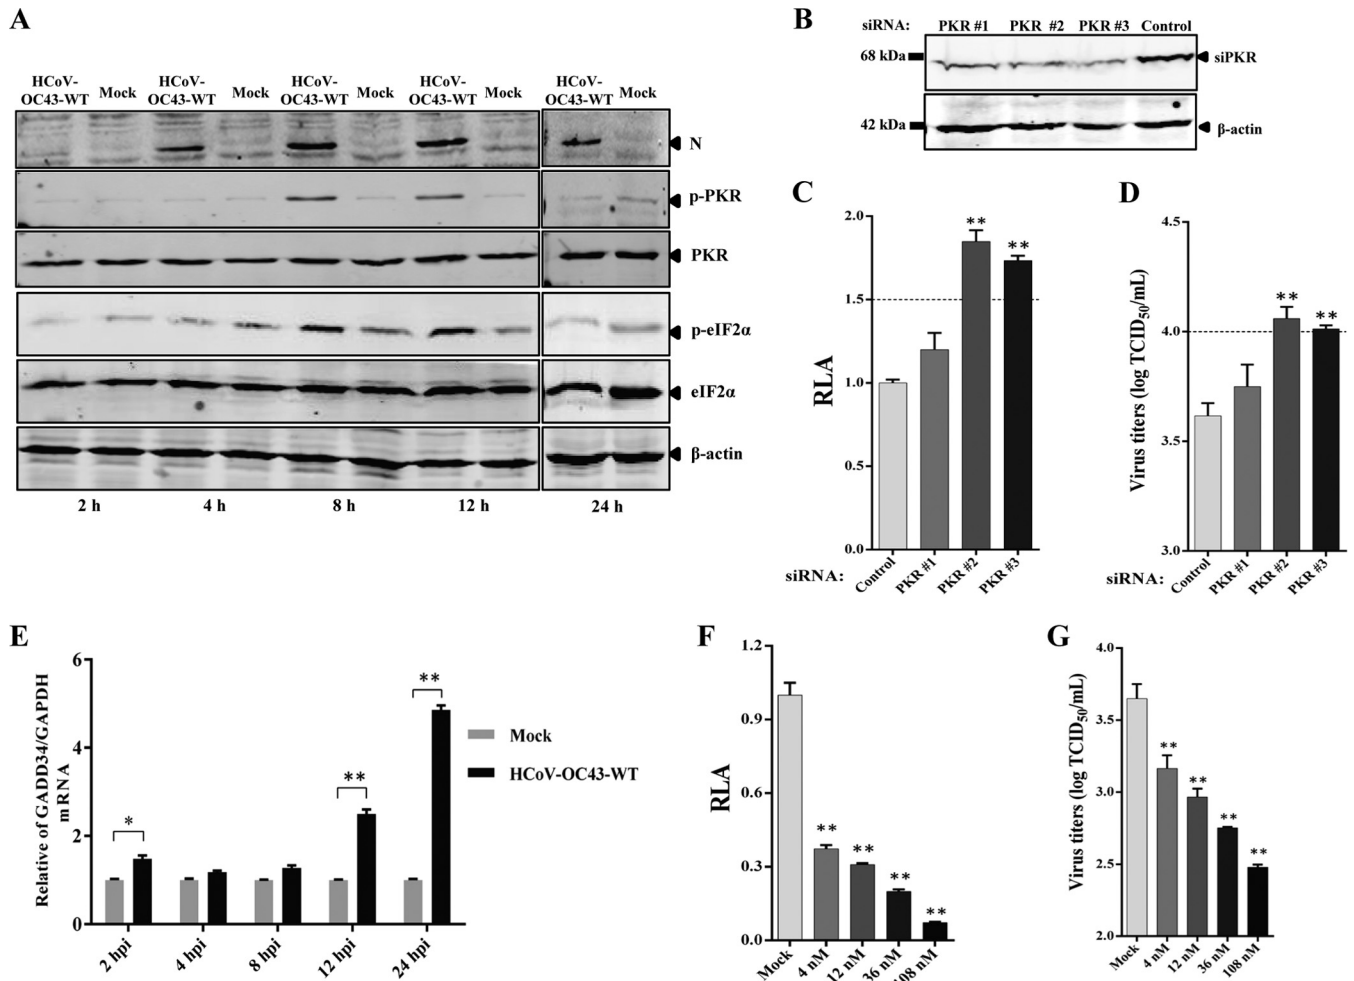 A
HCoV-
OC43-WT
Mock
HCoV-
OC43-WT
Mock
HCoV-
OC43-WT
Mock
HCoV-
OC43-WT
Mock
HCoV-
OC43-WT
Mock
N
p-PKR
PKR
p-eIF2α
eIF2α
β-actin
2 h
4 h
8 h
12 h
24 h
B
siRNA: PKR #1 PKR #2 PKR #3 Control
68 kDa
siPKR
42 kDa
β-actin
C
RLA
2.0
1.5
1.0
0.5
0.0
**
**
siRNA:
Control
PKR #1
PKR #2
PKR #3
D
Virus titers (log TCID50/mL)
4.5
4.0
3.5
3.0
**
**
siRNA:
Control
PKR #1
PKR #2
PKR #3
E
Relative of GADD34/GAPDH
mRNA
6
4
2
0
*
**
**
2 hpi
4 hpi
8 hpi
12 hpi
24 hpi
Mock
HCoV-OC43-WT
F
RLA
1.2
0.9
0.6
0.3
0.0
**
**
**
**
Mock
4 nM
12 nM
36 nM
108 nM
G
Virus titers (log TCID50/mL)
4.0
3.5
3.0
2.5
2.0
**
**
**
**
Mock
4 nM
12 nM
36 nM
108 nM